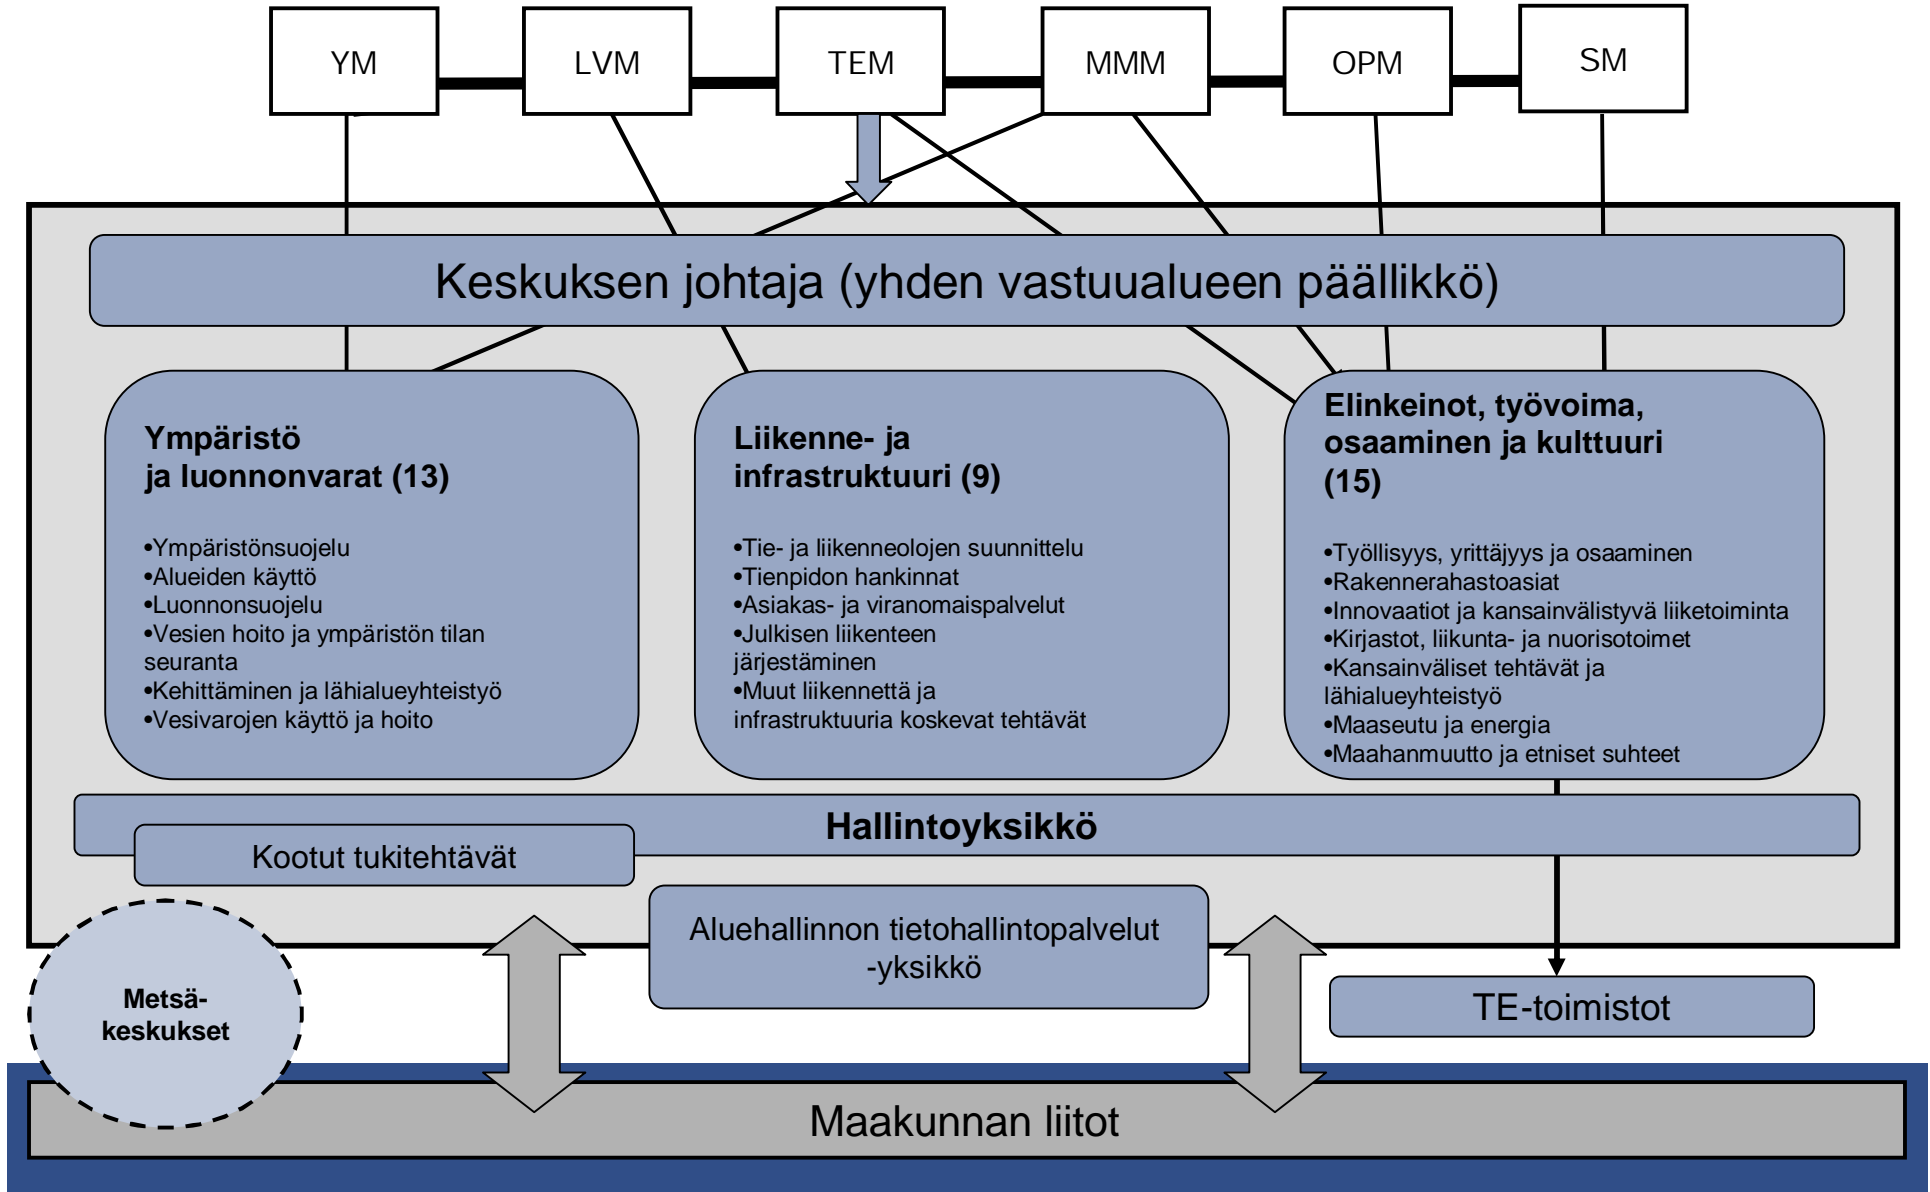 YM
LVM
TEM
MMM
OPM
SM
Keskuksen johtaja (yhden vastuualueen päällikkö)
Ympäristö
ja luonnonvarat (13)
•Ympäristönsuojelu
•Alueiden käyttö
•Luonnonsuojelu
•Vesien hoito ja ympäristön tilan
seuranta
•Kehittäminen ja lähialueyhteistyö
•Vesivarojen käyttö ja hoito
Liikenne- ja
infrastruktuuri (9)
•Tie- ja liikenneolojen suunnittelu
•Tienpidon hankinnat
•Asiakas- ja viranomaispalvelut
•Julkisen liikenteen
järjestäminen
•Muut liikennettä ja
infrastruktuuria koskevat tehtävät
Elinkeinot, työvoima,
osaaminen ja kulttuuri
(15)
•Työllisyys, yrittäjyys ja osaaminen
•Rakennerahastoasiat
•Innovaatiot ja kansainvälistyvä liiketoiminta
•Kirjastot, liikunta- ja nuorisotoimet
•Kansainväliset tehtävät ja
lähialueyhteistyö
•Maaseutu ja energia
•Maahanmuutto ja etniset suhteet
Hallintoyksikkö
Kootut tukitehtävät
Aluehallinnon tietohallintopalvelut
-yksikkö
Metsä-
keskukset
TE-toimistot
Maakunnan liitot